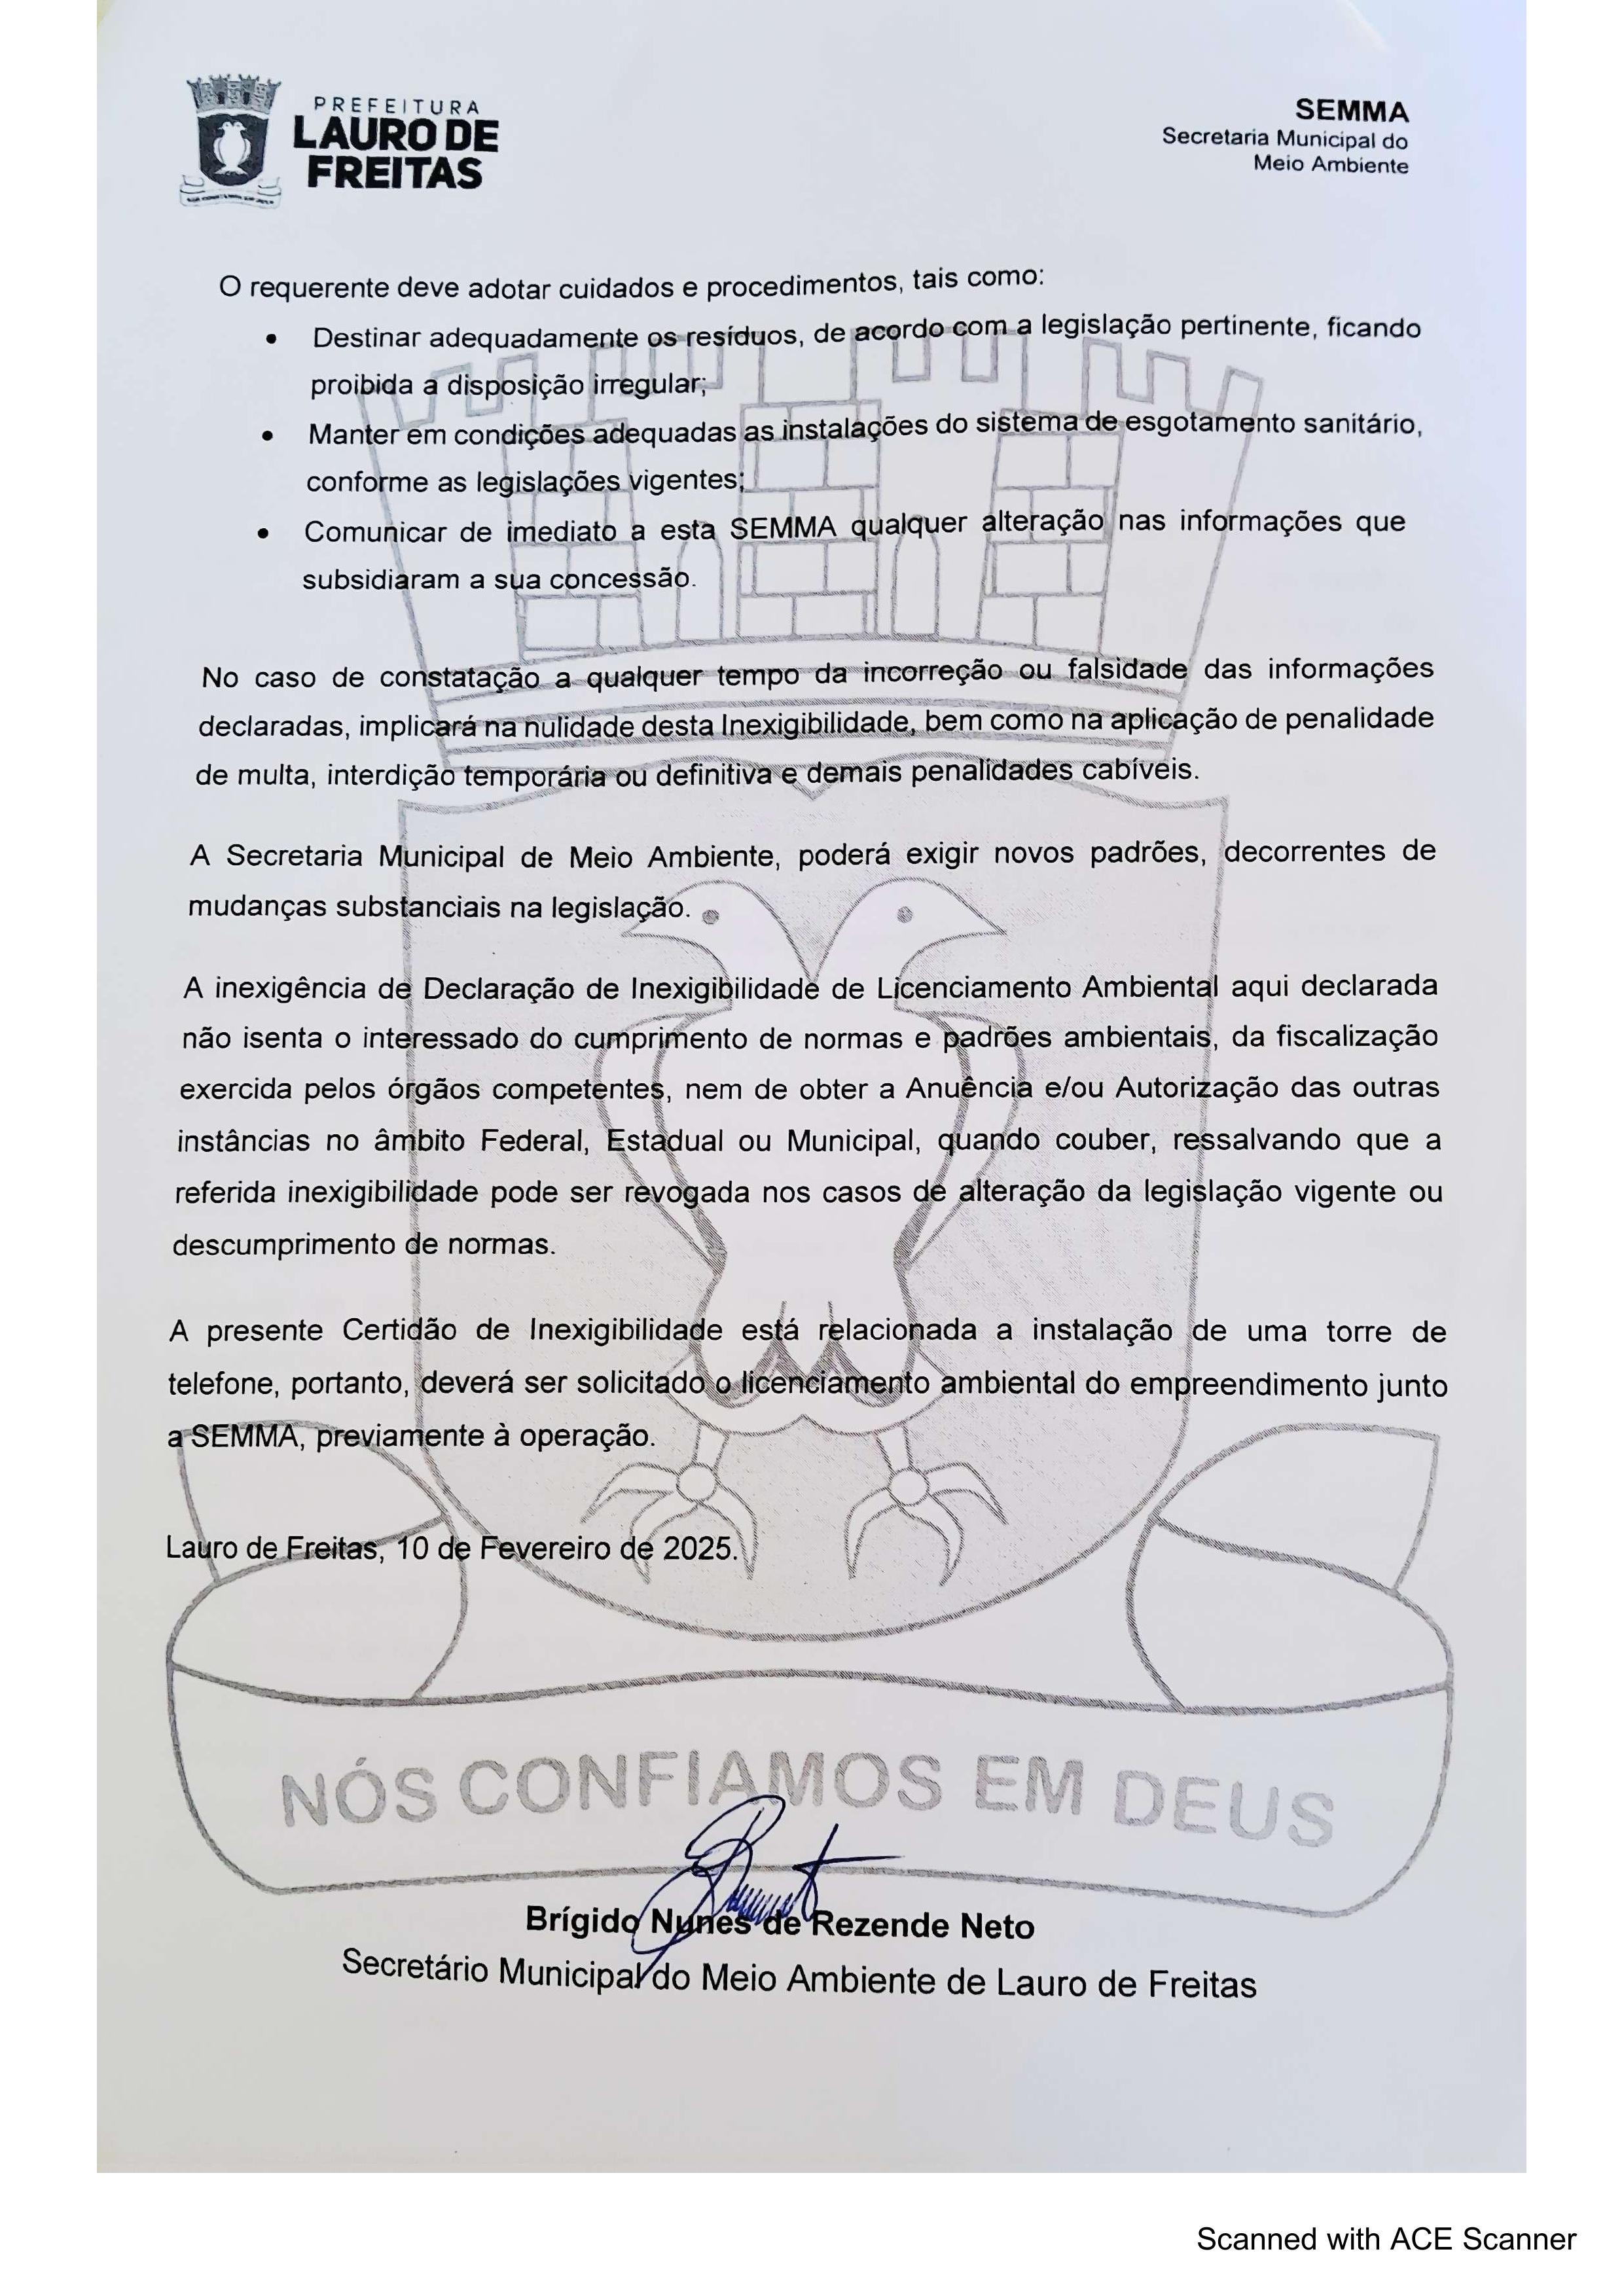 PREFEITURA
LAURO DE
FREITAS
SEMMA
Secretaria Municipal do
Meio Ambiente
O requerente deve adotar cuidados e procedimentos, tais como:
• Destinar adequadamente os resíduos, de acordo com a legislação pertinente, ficando
proibida a disposição irregular;
• Manter em condições adequadas as instalações do sistema de esgotamento sanitário,
conforme as legislações vigentes;
• Comunicar de imediato a esta SEMMA qualquer alteração nas informações que
subsidiaram a sua concessão.
No caso de constatação a qualquer tempo da incorreção ou falsidade das informações
declaradas, implicará na nulidade desta Inexigibilidade, bem como na aplicação de penalidade
de multa, interdição temporária ou definitiva e demais penalidades cabíveis.
A Secretaria Municipal de Meio Ambiente, poderá exigir novos padrões, decorrentes de
mudanças substanciais na legislação.
A inexigência de Declaração de Inexigibilidade de Licenciamento Ambiental aqui declarada
não isenta o interessado do cumprimento de normas e padrões ambientais, da fiscalização
exercida pelos órgãos competentes, nem de obter a Anuência e/ou Autorização das outras
instâncias no âmbito Federal, Estadual ou Municipal, quando couber, ressalvando que a
referida inexigibilidade pode ser revogada nos casos de alteração da legislação vigente ou
descumprimento de normas.
A presente Certidão de Inexigibilidade está relacionada a instalação de uma torre de
telefone, portanto, deverá ser solicitado o licenciamento ambiental do empreendimento junto
a SEMMA, previamente à operação.
Lauro de Freitas, 10 de Fevereiro de 2025.
NÓS CONFIAMOS EM DEUS
Brígido Nunes de Rezende Neto
Secretário Municipal do Meio Ambiente de Lauro de Freitas
Scanned with ACE Scanner